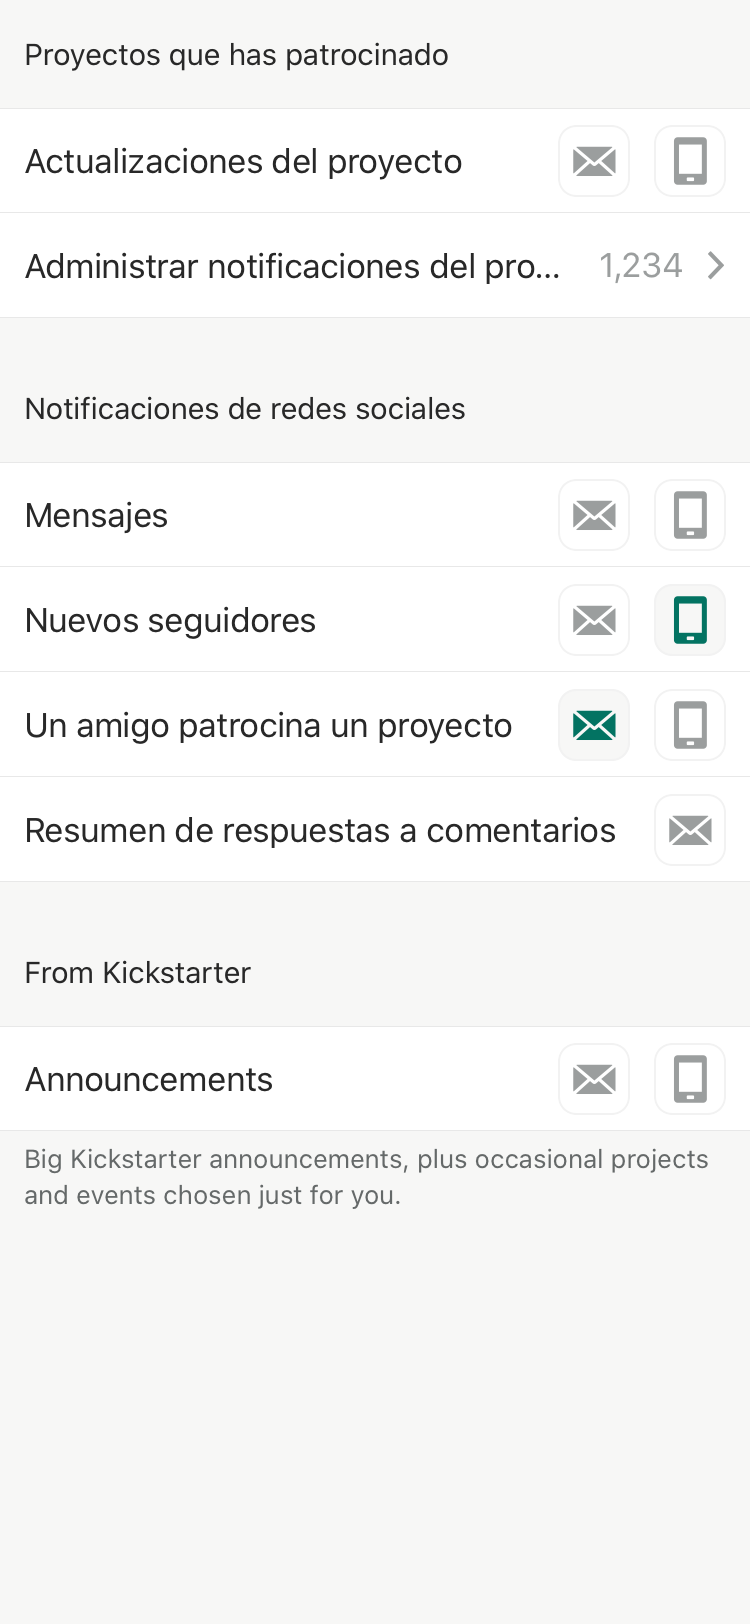 Proyectos que has patrocinado
Actualizaciones del proyecto
Administrar notificaciones del pro... 1,234
Notificaciones de redes sociales
Mensajes
Nuevos seguidores
Un amigo patrocina un proyecto
Resumen de respuestas a comentarios
From Kickstarter
Announcements
Big Kickstarter announcements, plus occasional projects
and events chosen just for you.